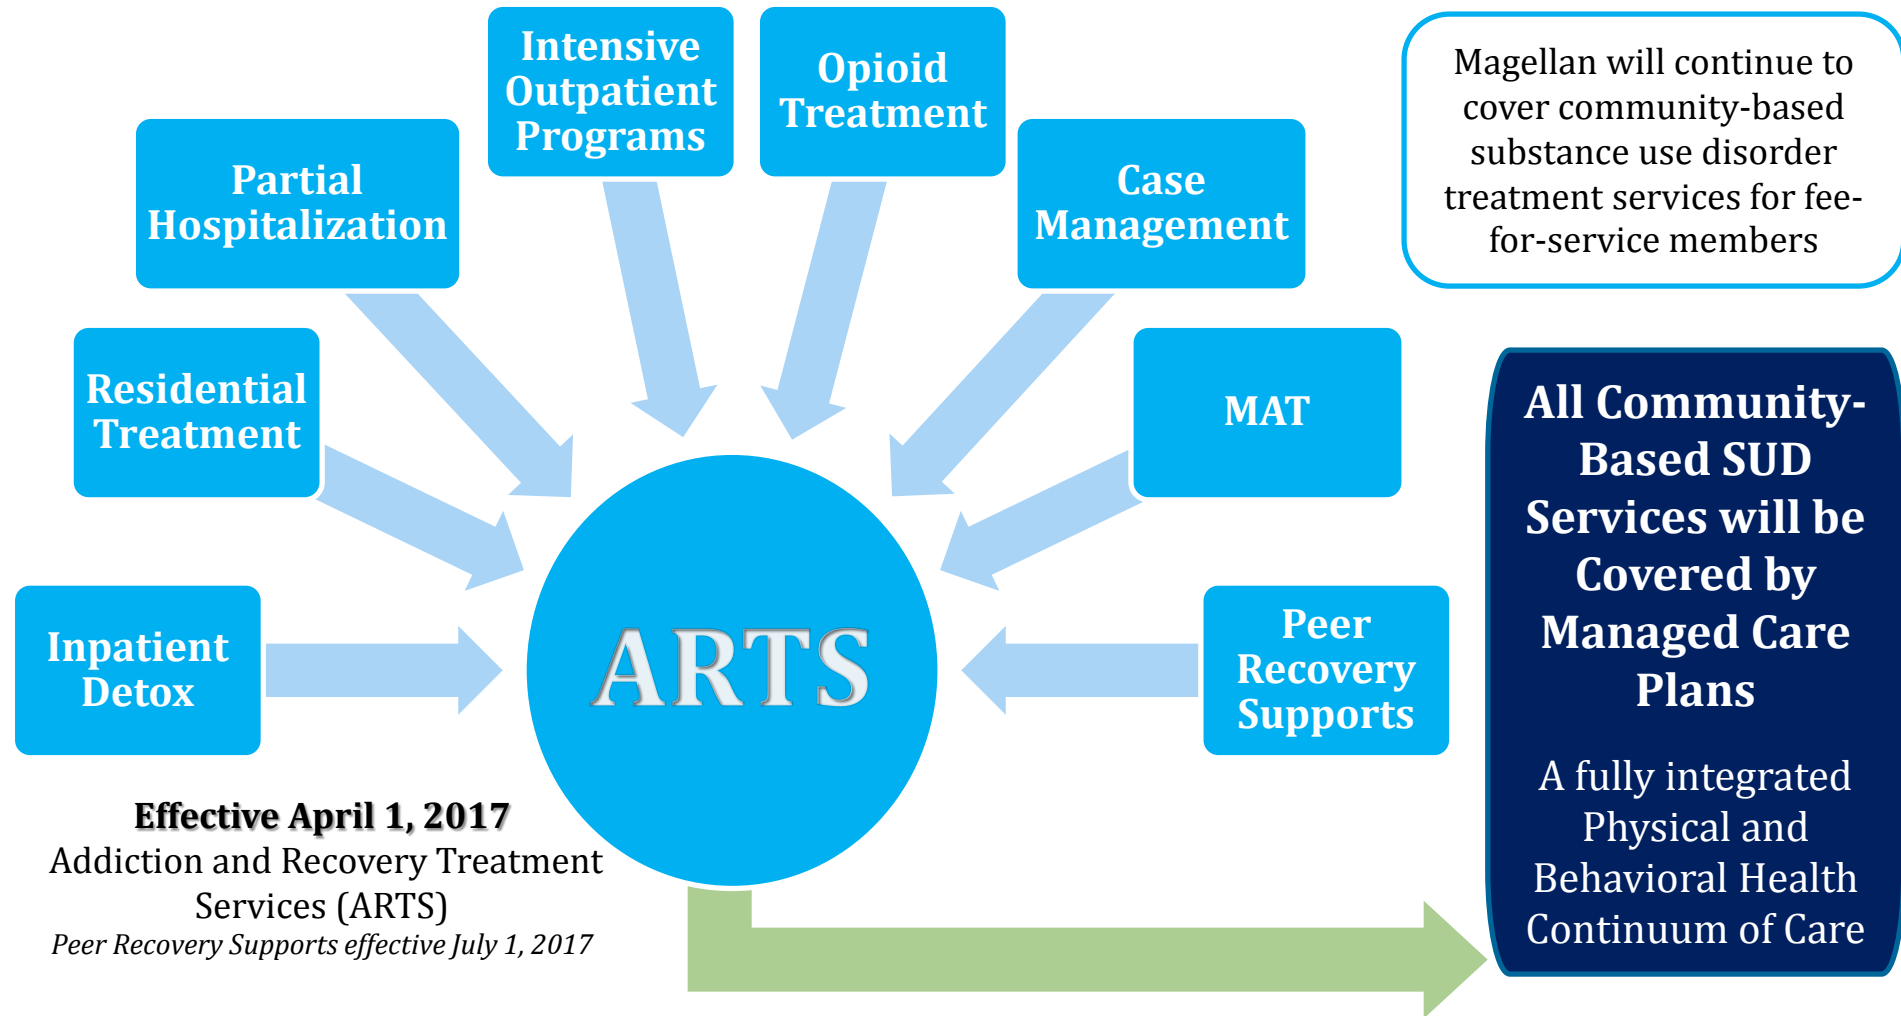 Intensive
Outpatient
Programs
Opioid
Treatment
Magellan will continue to
cover community-based
substance use disorder
treatment services for fee-
for-service members
Partial
Hospitalization
Case
Management
Residential
Treatment
MAT
All Community-
Based SUD
Services will be
Covered by
Managed Care
Plans
A fully integrated
Physical and
Behavioral Health
Continuum of Care
Inpatient
Detox
ARTS
Peer
Recovery
Supports
Effective April 1, 2017
Addiction and Recovery Treatment
Services (ARTS)
Peer Recovery Supports effective July 1, 2017